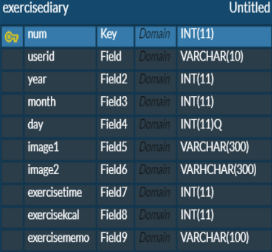 exercisediary Untitled
num Key Domain INT(11)
userid Field Domain VARCHAR(10)
year Field2 Domain INT(11)
month Field3 Domain INT(11)
day Field4 Domain INT(11)Q
image1 Field5 Domain VARCHAR(300)
image2 Field6 Domain VARHCHAR(300)
exercisetime Field7 Domain INT(11)
exercisekcal Field8 Domain INT(11)
exercisememo Field9 Domain VARCHAR(100)